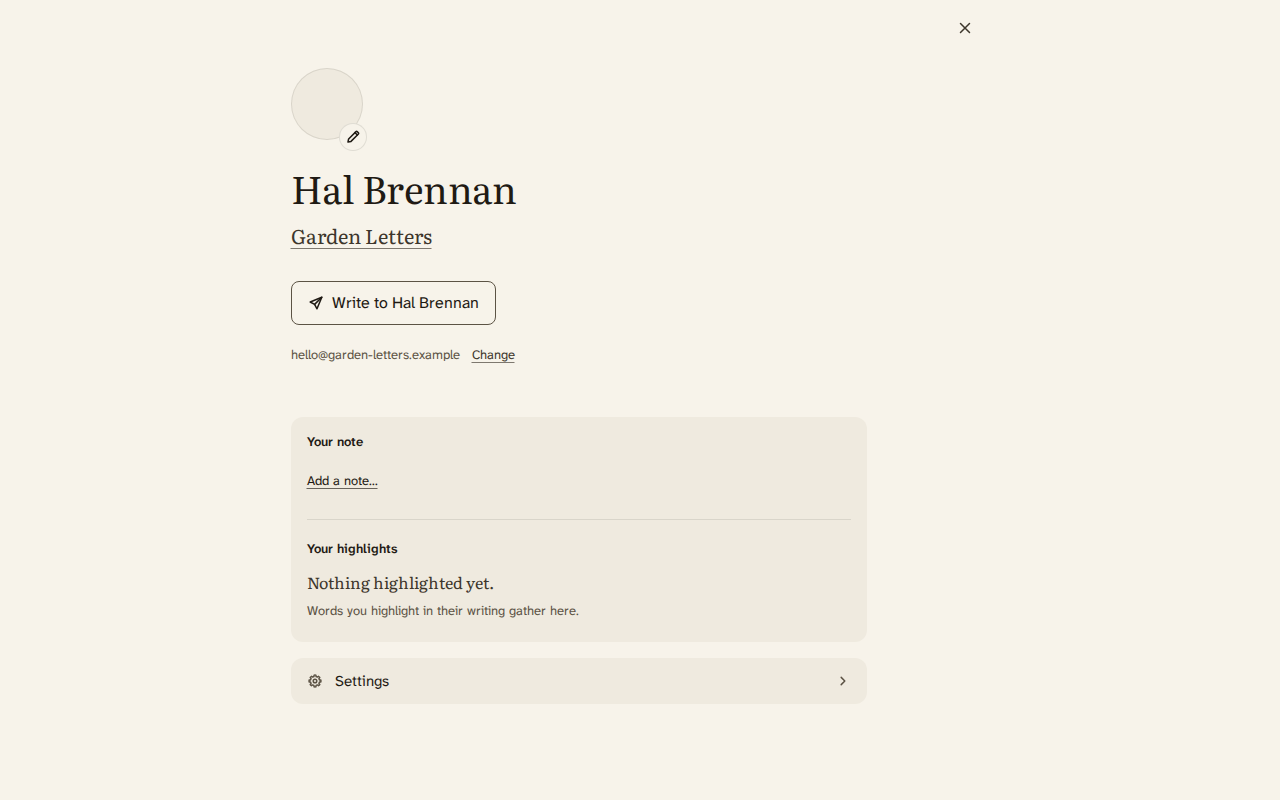 Hal Brennan
Garden Letters
Write to Hal Brennan
hello@garden-letters.example Change
Your note
Add a note...
Your highlights
Nothing highlighted yet.
Words you highlight in their writing gather here.
Settings